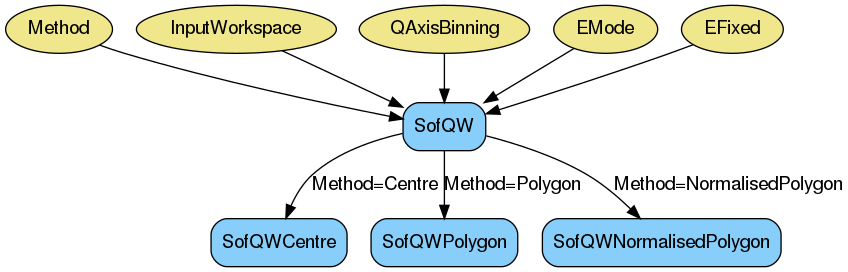 Method
InputWorkspace
QAxisBinning
EMode
EFixed
SofQW
Method=Centre
Method=Polygon
Method=NormalisedPolygon
SofQWCentre
SofQWPolygon
SofQWNormalisedPolygon